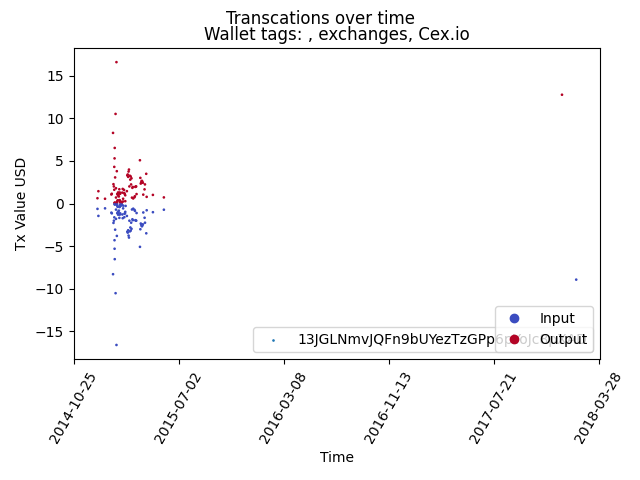 Transcations over time
Wallet tags: , exchanges, Cex.io
Tx Value USD
15
10
5
0
−5
−10
−15
Input
Output
2014-10-25
2015-07-02
2016-03-08
2016-11-13
2017-07-21
2018-03-28
Time